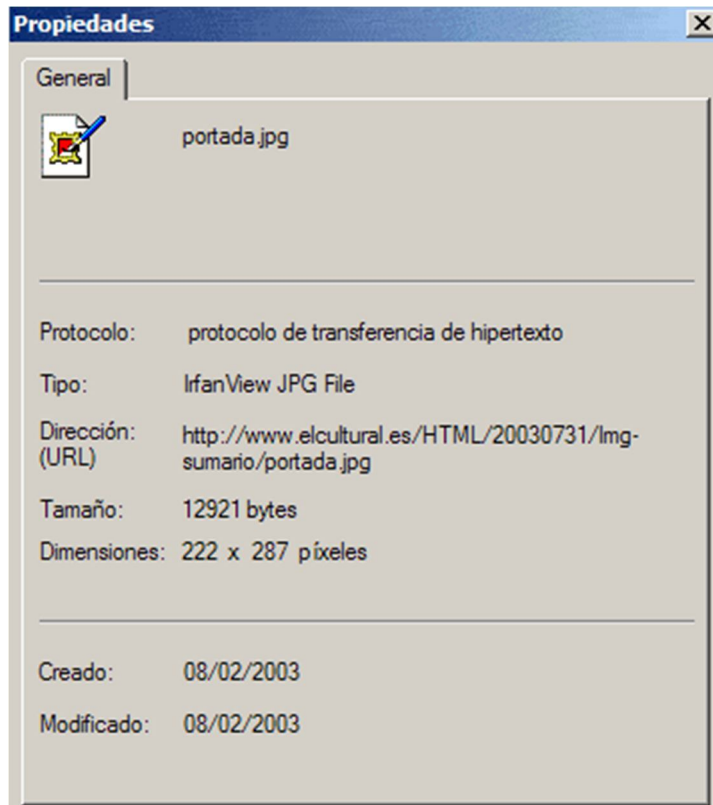 Propiedades
General
portada.jpg
Protocolo: protocolo de transferencia de hipertexto
Tipo: IrfanView JPG File
Dirección: http://www.elcultural.es/HTML/20030731/Img-
(URL) sumario/portada.jpg
Tamaño: 12921 bytes
Dimensiones: 222 x 287 píxeles
Creado: 08/02/2003
Modificado: 08/02/2003